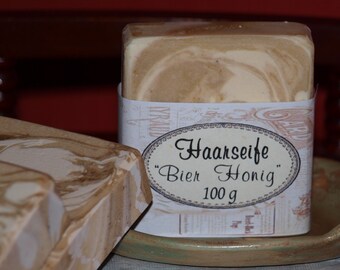 Haarseife
"Bier Honig"
100 g